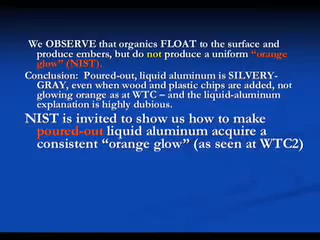 We OBSERVE that organics FLOAT to the surface and
produce embers, but do not produce a uniform “orange
glow” (NIST).
Conclusion: Poured-out, liquid aluminum is SILVERY-
GRAY, even when wood and plastic chips are added, not
glowing orange as at WTC – and the liquid-aluminum
explanation is highly dubious.
NIST is invited to show us how to make
poured-out liquid aluminum acquire a
consistent “orange glow” (as seen at WTC2)